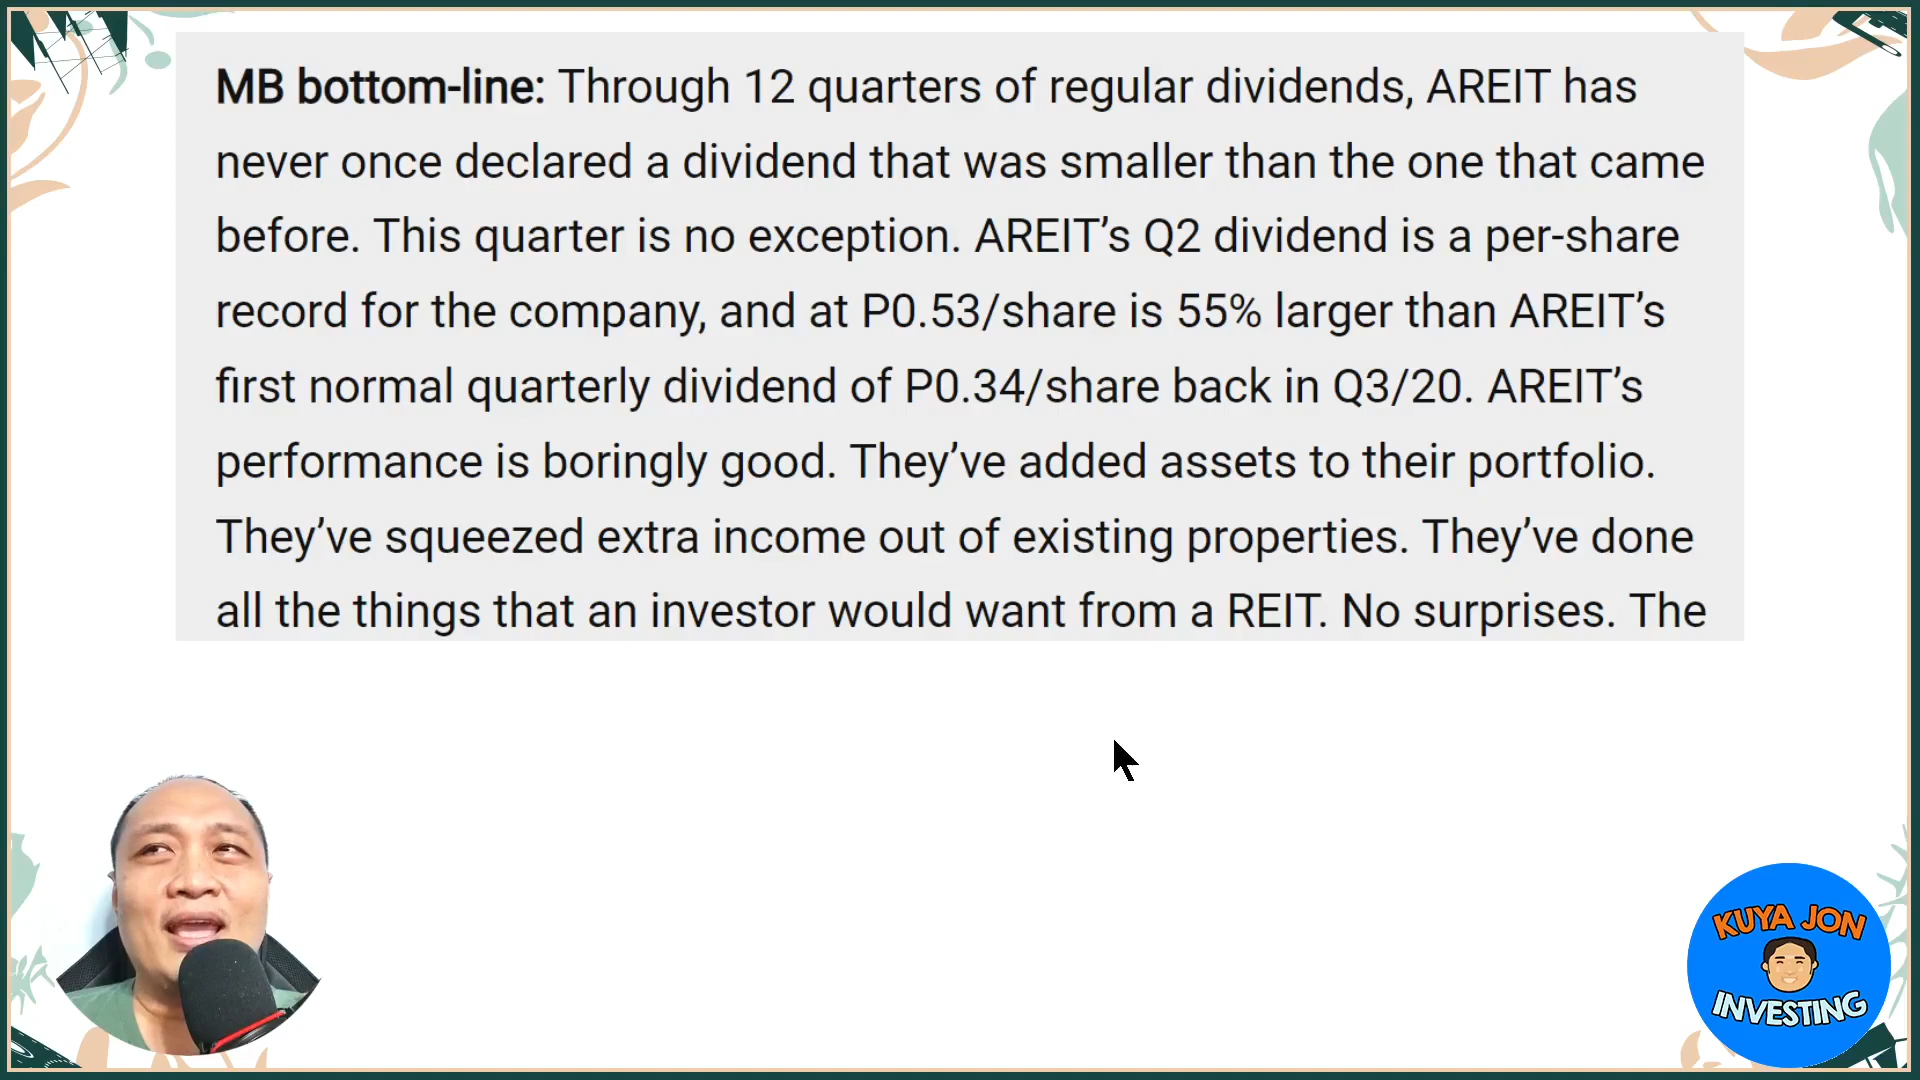 MB bottom-line: Through 12 quarters of regular dividends, AREIT has
never once declared a dividend that was smaller than the one that came
before. This quarter is no exception. AREIT’s Q2 dividend is a per-share
record for the company, and at P0.53/share is 55% larger than AREIT’s
first normal quarterly dividend of P0.34/share back in Q3/20. AREIT’s
performance is boringly good. They’ve added assets to their portfolio.
They’ve squeezed extra income out of existing properties. They’ve done
all the things that an investor would want from a REIT. No surprises. The
KUYA JON
INVESTING